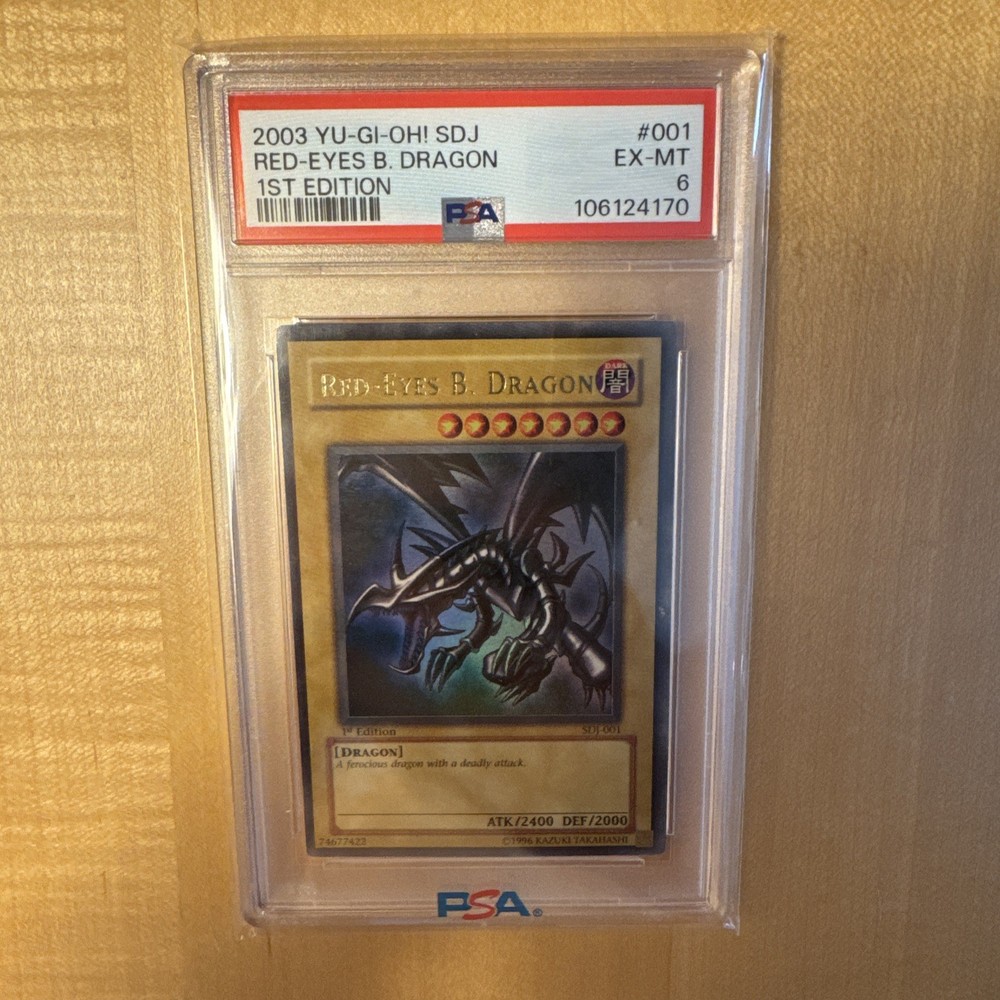 2003 YU-GI-OH! SDJ #001
RED-EYES B. DRAGON EX-MT
1ST EDITION 6
PSA 106124170
RED-EYES B. DRAGON
DARK
闇
1st Edition SDJ-001
[DRAGON]
A ferocious dragon with a deadly attack.
ATK/2400 DEF/2000
74677422 ©1996 KAZUKI TAKAHASHI
PSA®